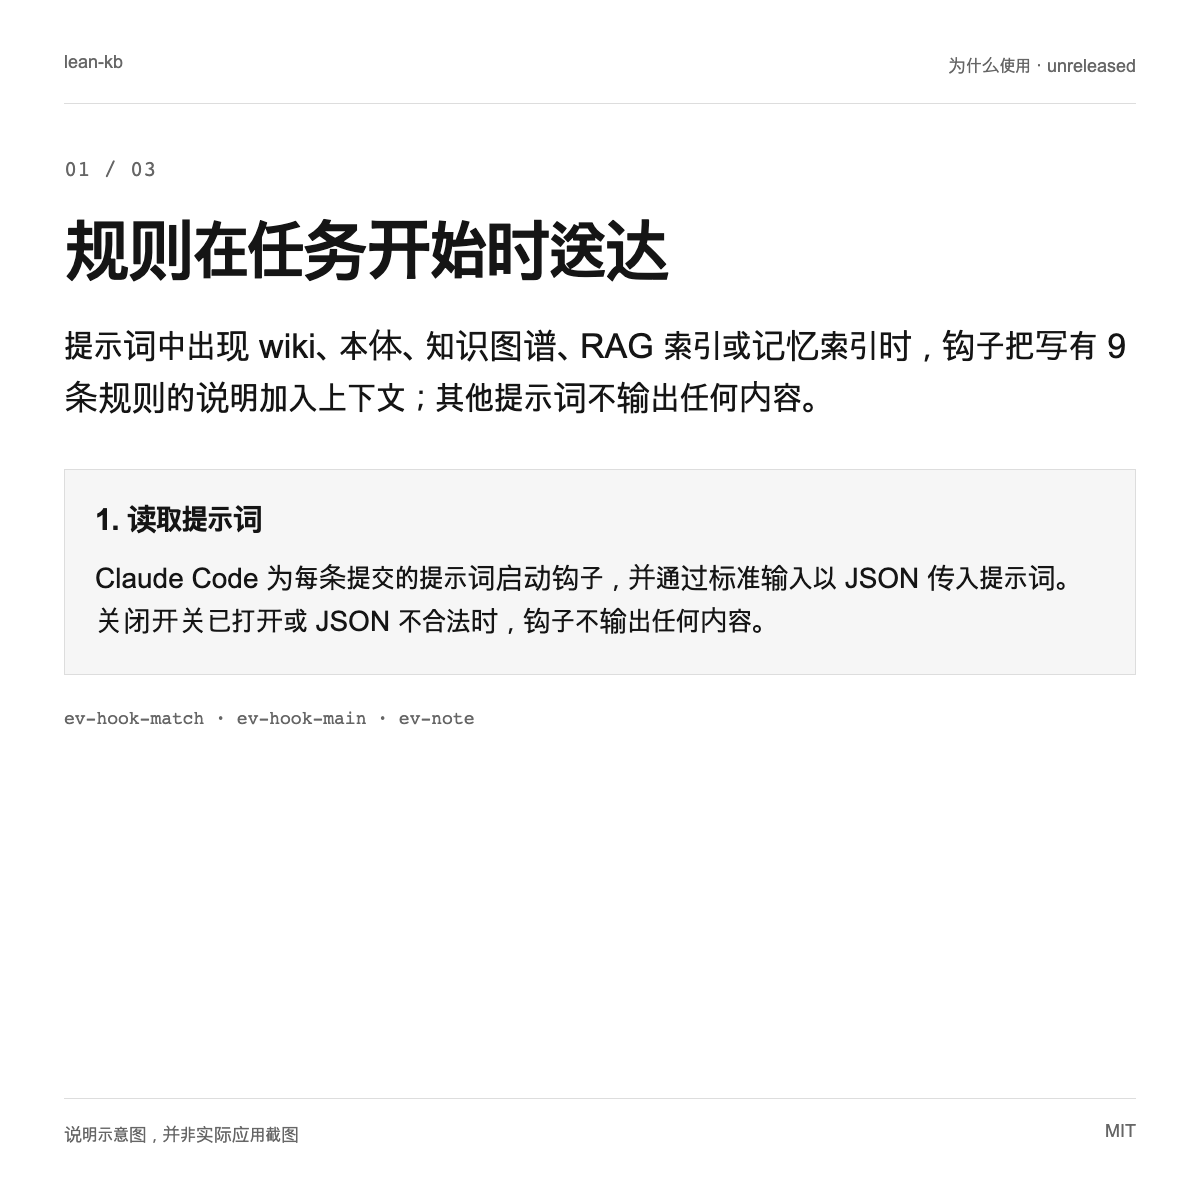 lean-kb
为什么使用 · unreleased
01 / 03
规则在任务开始时送达
提示词中出现 wiki、本体、知识图谱、RAG 索引或记忆索引时，钩子把写有 9
条规则的说明加入上下文；其他提示词不输出任何内容。
1. 读取提示词
Claude Code 为每条提交的提示词启动钩子，并通过标准输入以 JSON 传入提示词。
关闭开关已打开或 JSON 不合法时，钩子不输出任何内容。
ev-hook-match · ev-hook-main · ev-note
说明示意图，并非实际应用截图
MIT